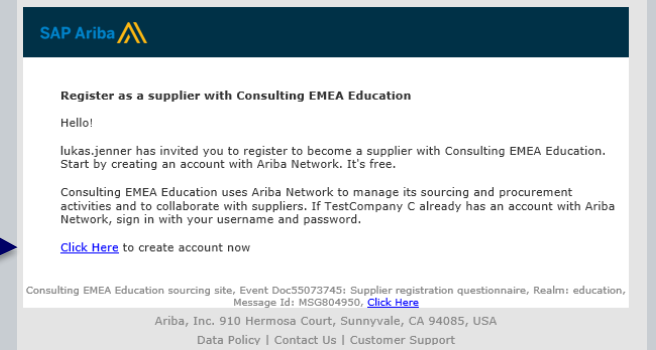 SAP Ariba
Register as a supplier with Consulting EMEA Education
Hello!
lukas.jenner has invited you to register to become a supplier with Consulting EMEA Education.
Start by creating an account with Ariba Network. It's free.
Consulting EMEA Education uses Ariba Network to manage its sourcing and procurement
activities and to collaborate with suppliers. If TestCompany C already has an account with Ariba
Network, sign in with your username and password.
Click Here to create account now
Consulting EMEA Education sourcing site, Event Doc55073745: Supplier registration questionnaire, Realm: education,
Message Id: MSG804950, Click Here
Ariba, Inc. 910 Hermosa Court, Sunnyvale, CA 94085, USA
Data Policy | Contact Us | Customer Support